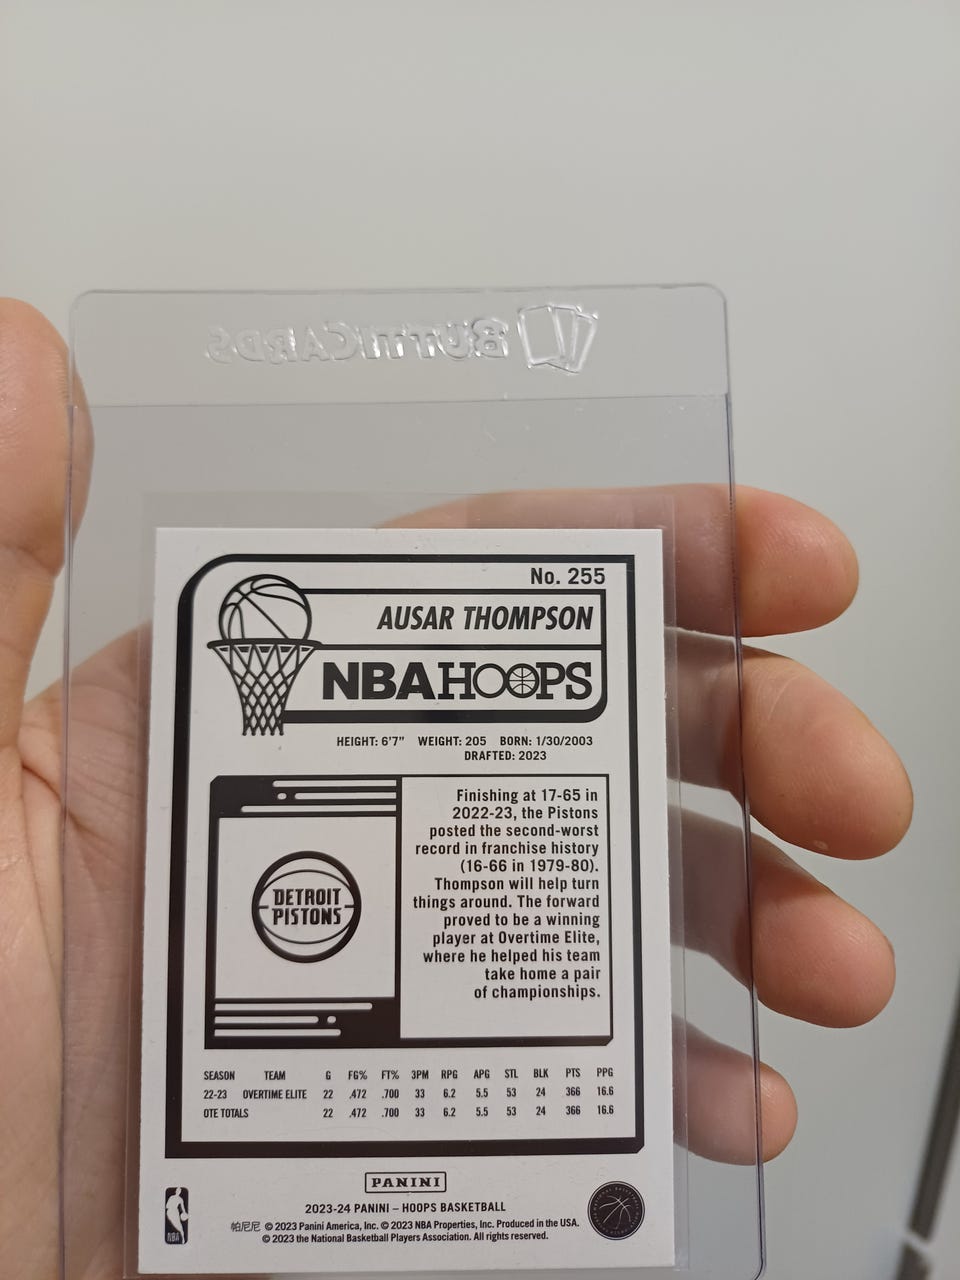 BUTTICARDS
No. 255
AUSAR THOMPSON
NBA HOOPS
HEIGHT: 6'7" WEIGHT: 205 BORN: 1/30/2003
DRAFTED: 2023
Finishing at 17-65 in
2022-23, the Pistons
posted the second-worst
record in franchise history
(16-66 in 1979-80).
Thompson will help turn
things around. The forward
proved to be a winning
player at Overtime Elite,
where he helped his team
take home a pair
of championships.
DETROIT
PISTONS
SEASON TEAM G FG% FT% 3PM RPG APG STL BLK PTS PPG
22-23 OVERTIME ELITE 22 .472 .700 33 6.2 5.5 53 24 366 16.6
OTE TOTALS 22 .472 .700 33 6.2 5.5 53 24 366 16.6
PANINI
2023-24 PANINI – HOOPS BASKETBALL
帕尼尼 © 2023 Panini America, Inc. © 2023 NBA Properties, Inc. Produced in the USA.
© 2023 the National Basketball Players Association. All rights reserved.
NBA